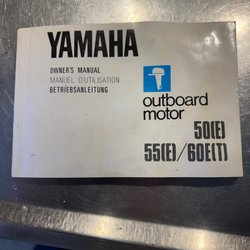 YAMAHA
OWNER'S MANUAL
MANUEL D'UTILISATION
BETRIEBSANLEITUNG
outboard
motor
50(E)
55(E)/60E(T)